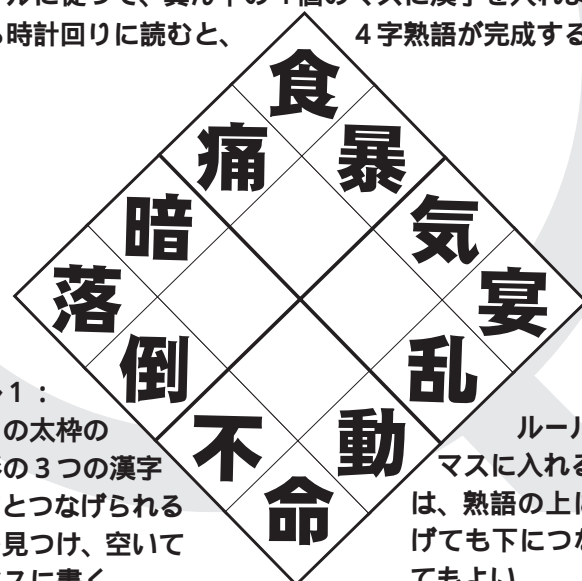 ルに従って、真ん中の4個のマスに漢字を入れよ
時計回りに読むと、
4字熟語が完成する
食
痛 暴
暗 気
落 宴
倒 乱
不 動
命
1：
の太枠の
の3つの漢字
とつなげられる
見つけ、空いて
スに書く
ルール
マスに入れる
は、熟語の上に
げても下につな
てもよい